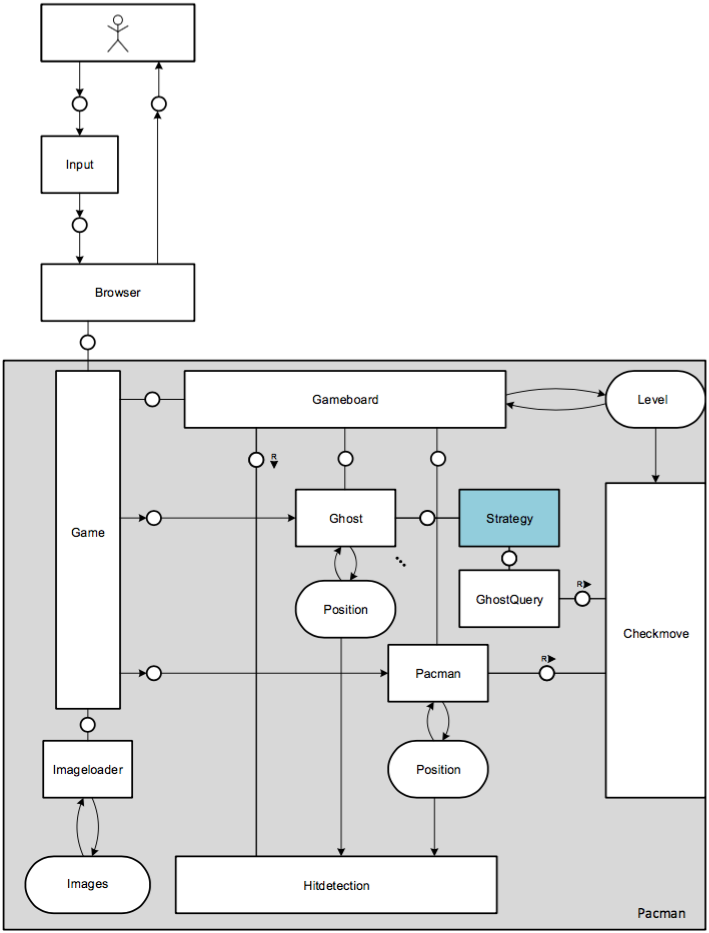 Input
Browser
Gameboard
Level
R
Game
Ghost
Strategy
R
Position
GhostQuery
Checkmove
R
Pacman
Imageloader
Position
Images
Hitdetection
Pacman